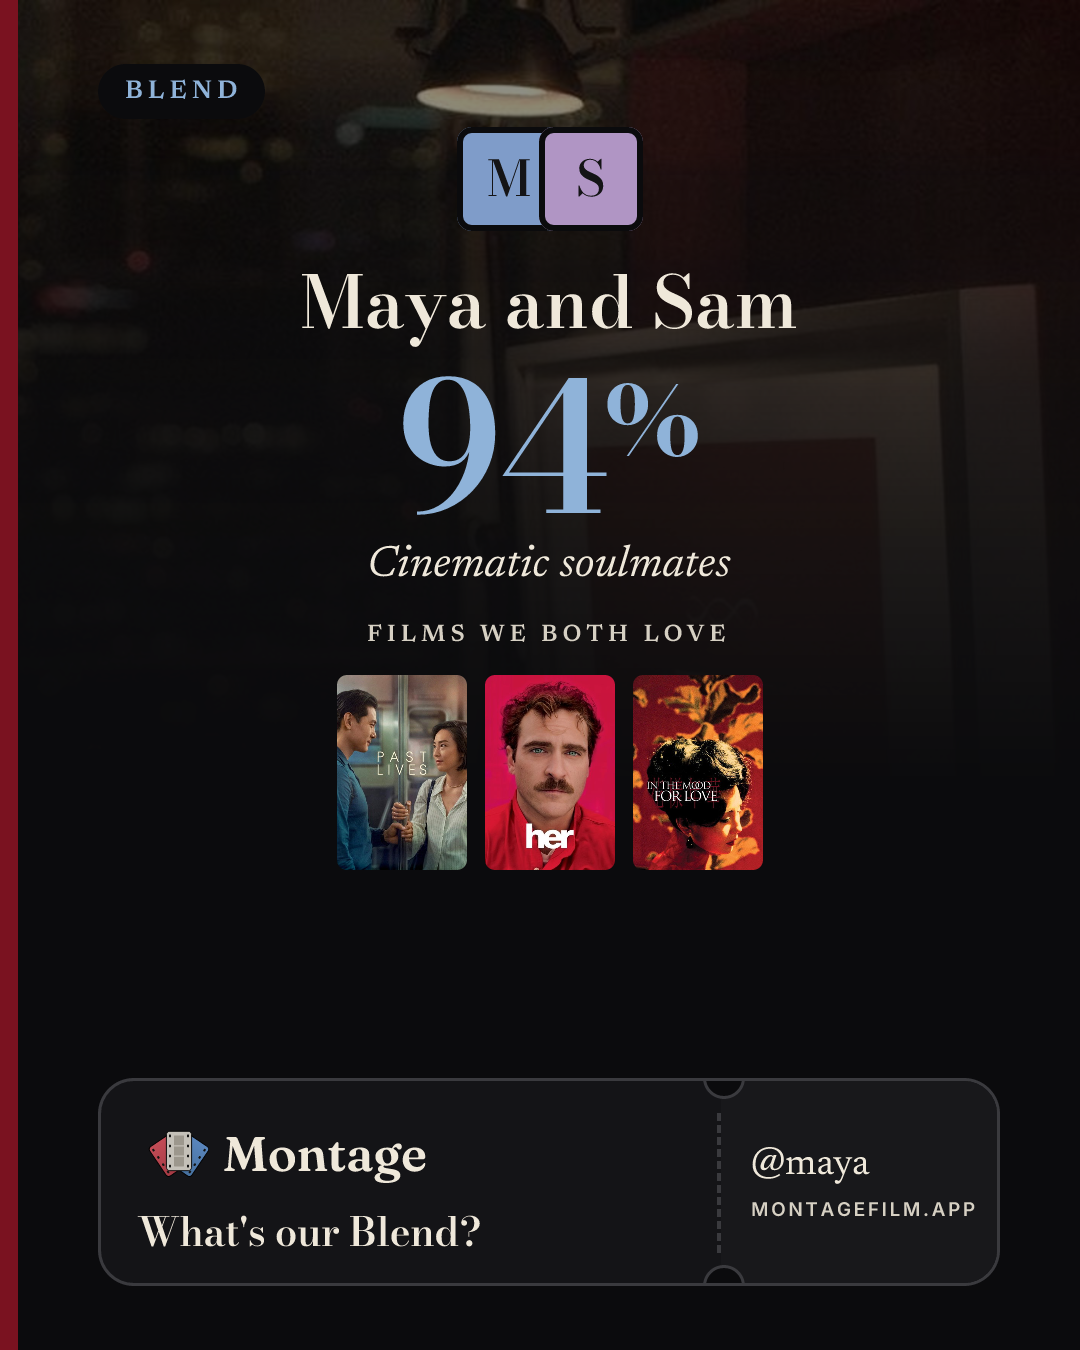 BLEND
M S
Maya and Sam
94%
Cinematic soulmates
FILMS WE BOTH LOVE
PAST
LIVES
her
IN THE MOOD
FOR LOVE
Montage
What's our Blend?
@maya
MONTAGEFILM.APP